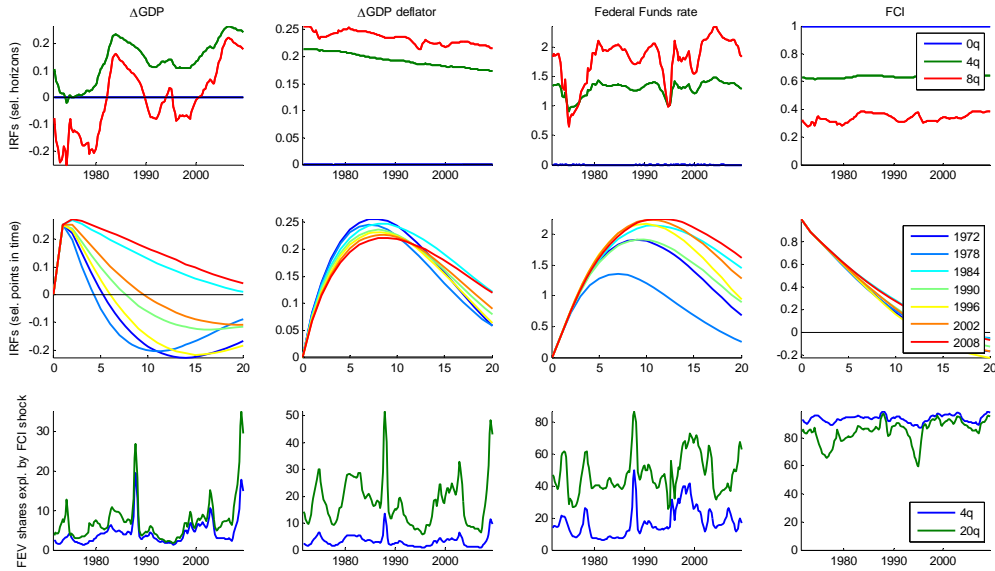 ΔGDP
ΔGDP deflator
Federal Funds rate
FCI
IRFs (sel. horizons)
0.2
0.1
0
-0.1
-0.2
1980 1990 2000
0.25
0.2
0.15
0.1
0.05
0
1980 1990 2000
2
1.5
1
0.5
0
1980 1990 2000
1
0.8
0.6
0.4
0.2
0
1980 1990 2000
0q
4q
8q
IRFs (sel. points in time)
0.2
0.1
0
-0.1
-0.2
0 5 10 15 20
0.25
0.2
0.15
0.1
0.05
0
0 5 10 15 20
2
1.5
1
0.5
0
0 5 10 15 20
0.8
0.6
0.4
0.2
0
-0.2
0 5 10 15 20
1972
1978
1984
1990
1996
2002
2008
FEV shares expl. by FCI shock
30
20
10
0
1980 1990 2000
50
40
30
20
10
0
1980 1990 2000
80
60
40
20
0
1980 1990 2000
80
60
40
20
0
1980 1990 2000
4q
20q